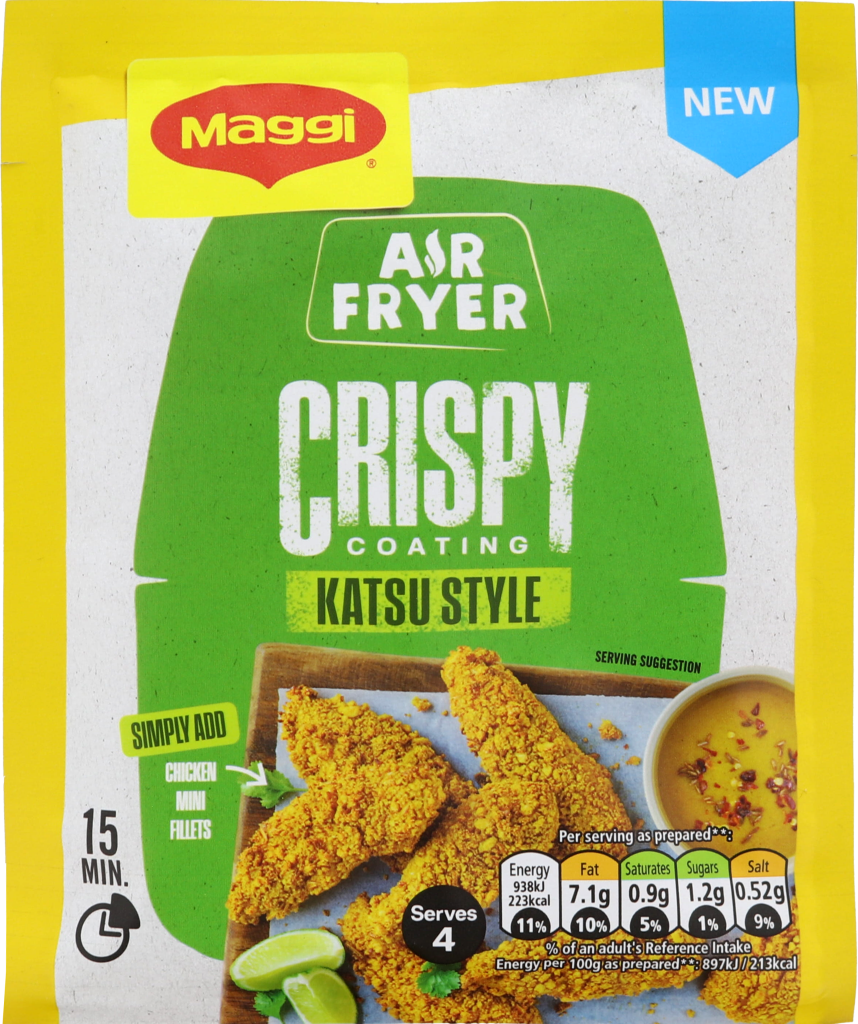 Maggi
®
NEW
AIR
FRYER
CRISPY
COATING
KATSU STYLE
SERVING SUGGESTION
SIMPLY ADD
CHICKEN
MINI
FILLETS
15
MIN.
Serves
4
Per serving as prepared**:
Energy
938kJ
223kcal
11%
Fat
7.1g
10%
Saturates
0.9g
5%
Sugars
1.2g
1%
Salt
0.52g
9%
% of an adult's Reference Intake
Energy per 100g as prepared**: 897kJ / 213kcal